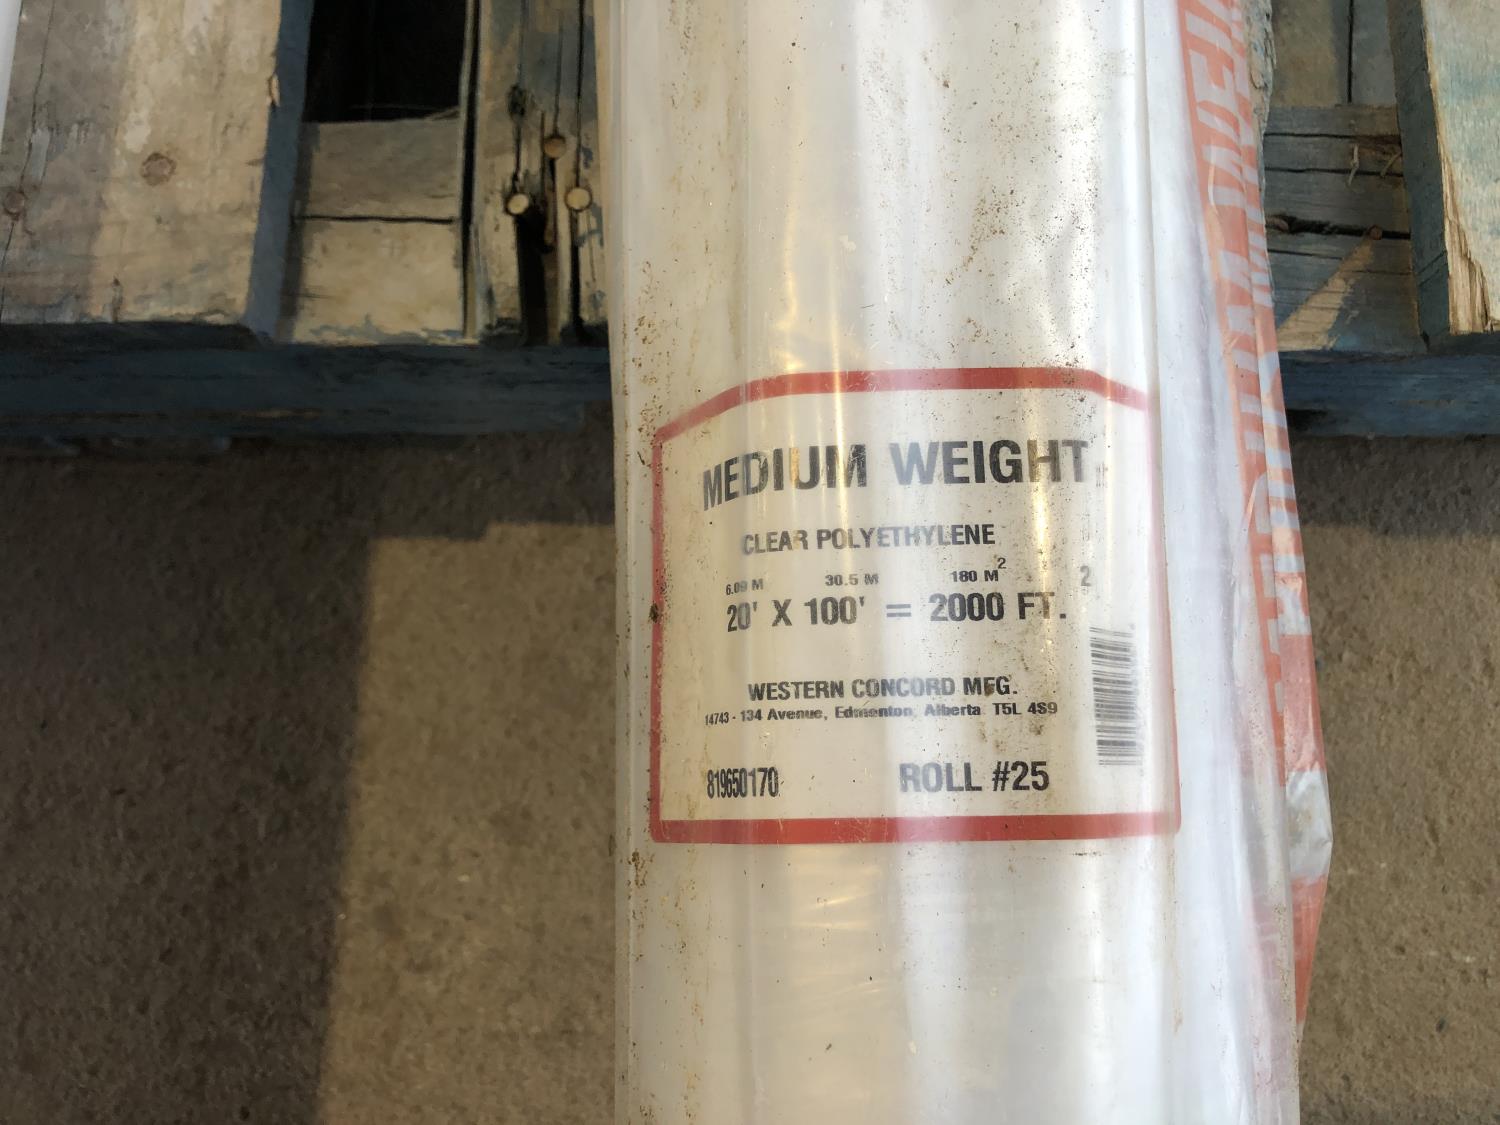 MEDIUM WEIGHT
CLEAR POLYETHYLENE
6.09 M 30.5 M 180 M²
20' X 100' = 2000 FT.²
WESTERN CONCORD MFG.
14743 - 134 Avenue, Edmonton, Alberta T5L 4S9
819650170 ROLL #25